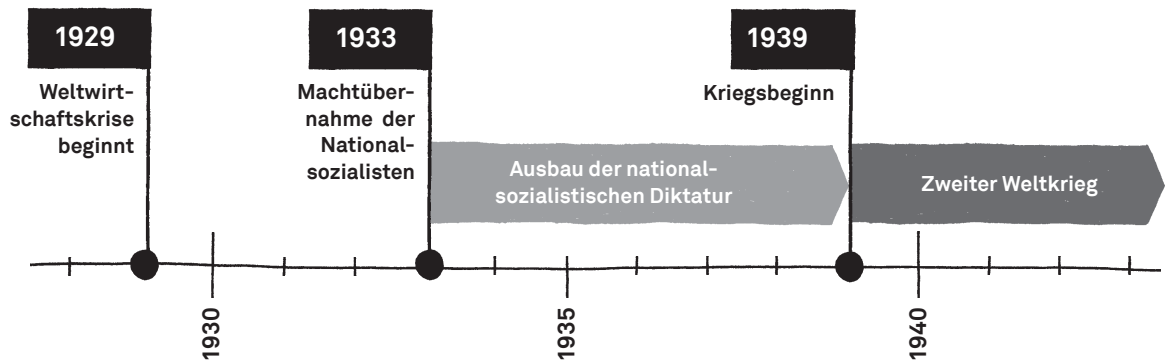 1929
Weltwirt-
schaftskrise
beginnt
1933
Machtüber-
nahme der
National-
sozialisten
1939
Kriegsbeginn
Ausbau der national-
sozialistischen Diktatur
Zweiter Weltkrieg
1930
1935
1940